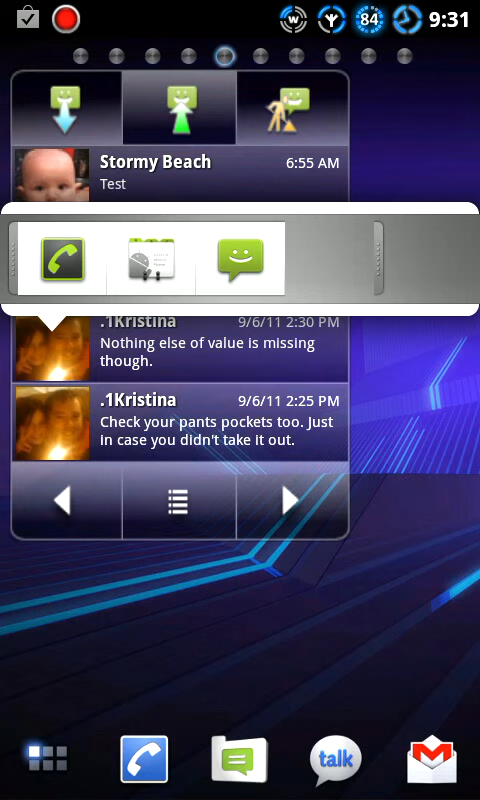 W
84
9:31
Stormy Beach
6:55 AM
Test
.1Kristina
9/6/11 2:30 PM
Nothing else of value is missing
though.
.1Kristina
9/6/11 2:25 PM
Check your pants pockets too. Just
in case you didn't take it out.
talk